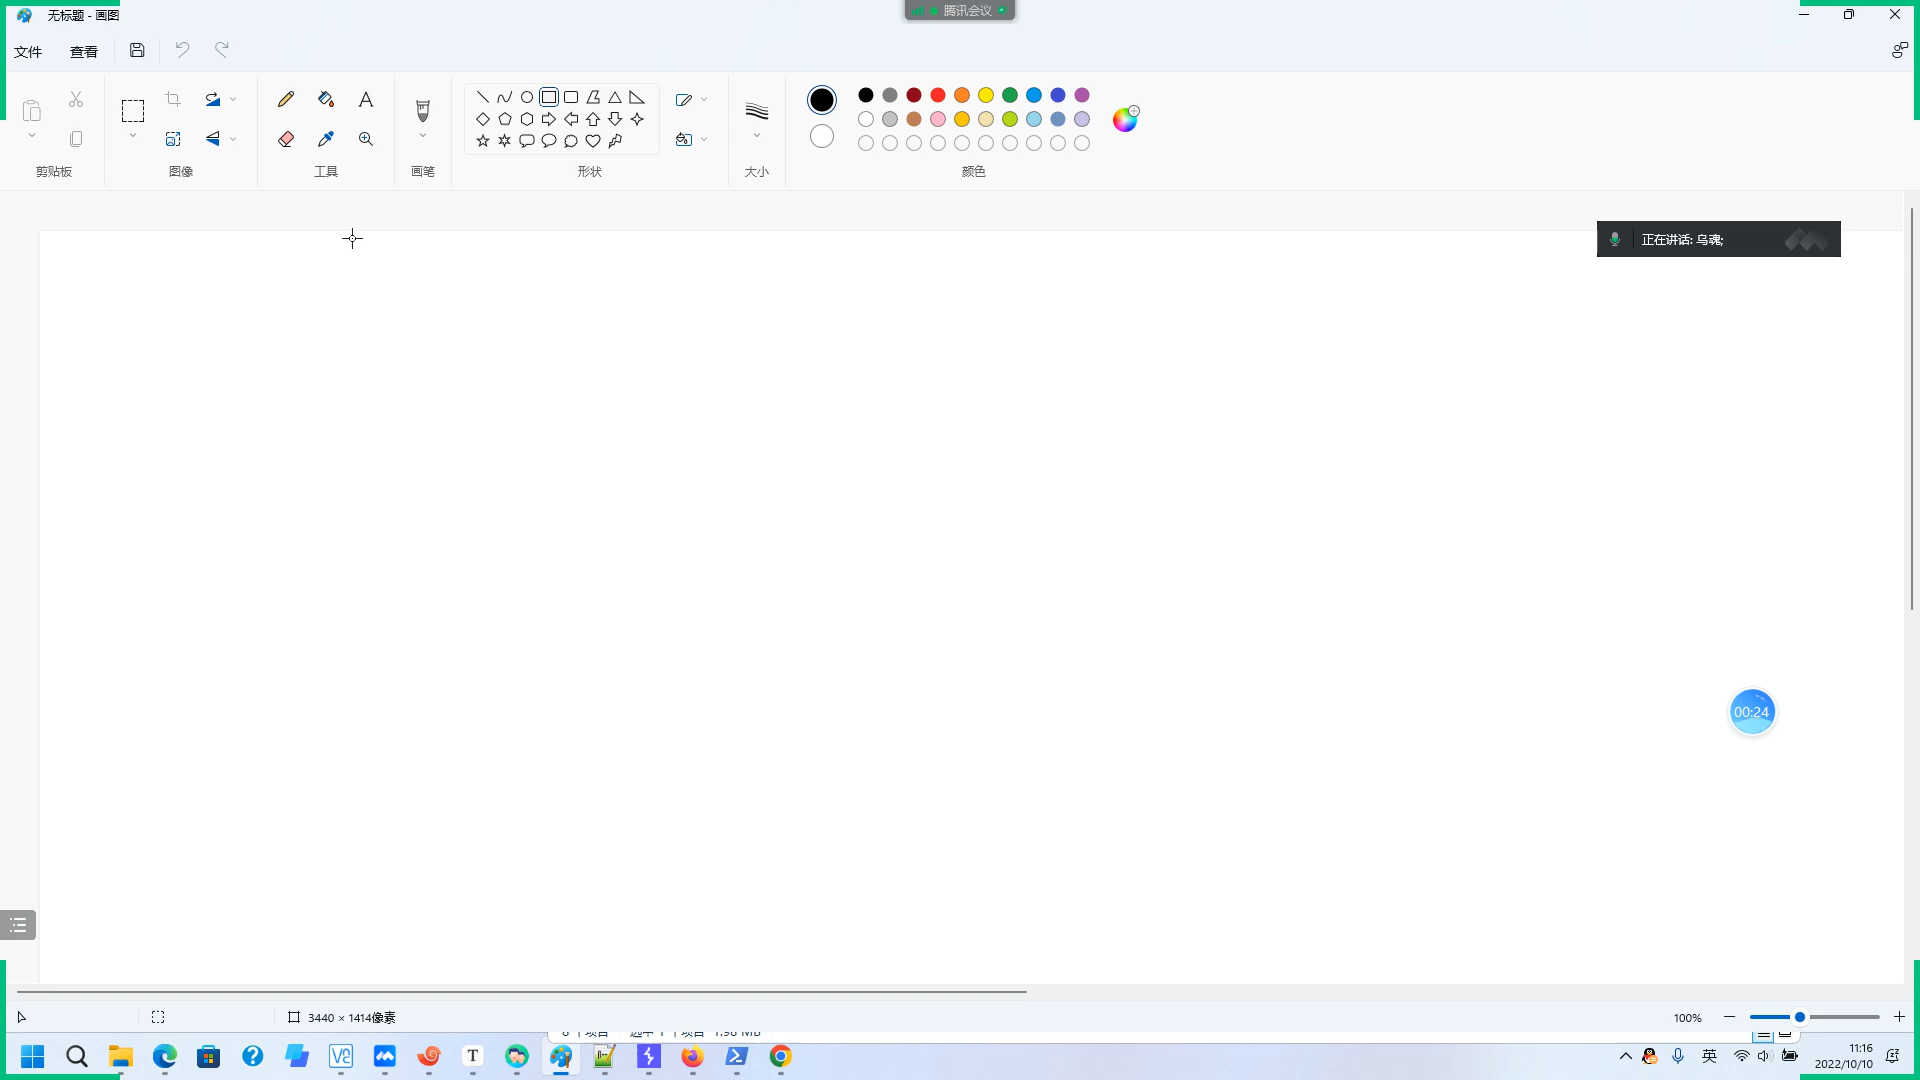 无标题 - 画图
腾讯会议
文件
查看
剪贴板
图像
工具
画笔
形状
大小
颜色
正在讲话: 乌魂;
00:24
3440 × 1414像素
100%
英
11:16
2022/10/10